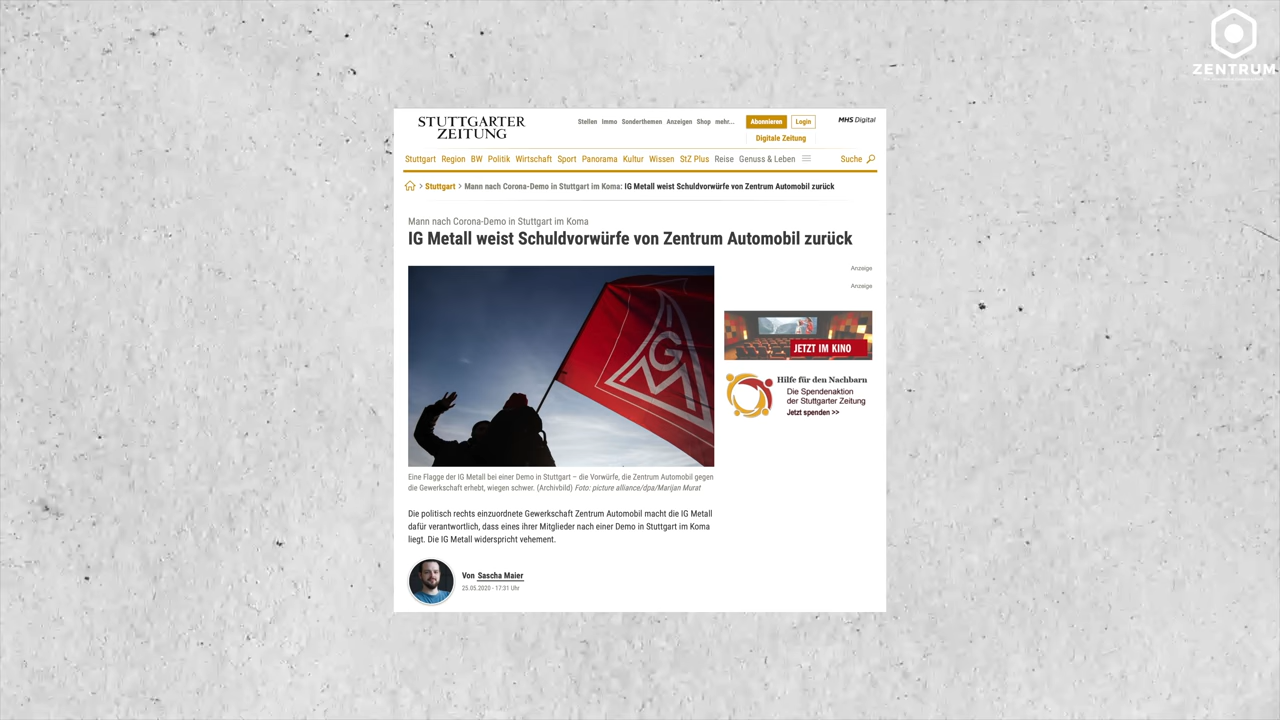 ZENTRUM
STUTTGARTER
ZEITUNG
Stellen Immo Sonderthemen Anzeigen Shop mehr...
Abonnieren
Login
MHS Digital
Digitale Zeitung
Stuttgart Region BW Politik Wirtschaft Sport Panorama Kultur Wissen StZ Plus Reise Genuss & Leben
Suche
> Stuttgart > Mann nach Corona-Demo in Stuttgart im Koma: IG Metall weist Schuldvorwürfe von Zentrum Automobil zurück
Mann nach Corona-Demo in Stuttgart im Koma
IG Metall weist Schuldvorwürfe von Zentrum Automobil zurück
IGM
Anzeige
Anzeige
JETZT IM KINO
Hilfe für den Nachbarn
Die Spendenaktion
der Stuttgarter Zeitung
Jetzt spenden >>
Eine Flagge der IG Metall bei einer Demo in Stuttgart – die Vorwürfe, die Zentrum Automobil gegen
die Gewerkschaft erhebt, wiegen schwer. (Archivbild) Foto: picture alliance/dpa/Marijan Murat
Die politisch rechts einzuordnete Gewerkschaft Zentrum Automobil macht die IG Metall
dafür verantwortlich, dass eines ihrer Mitglieder nach einer Demo in Stuttgart im Koma
liegt. Die IG Metall widerspricht vehement.
Von Sascha Maier
25.05.2020 - 17:31 Uhr